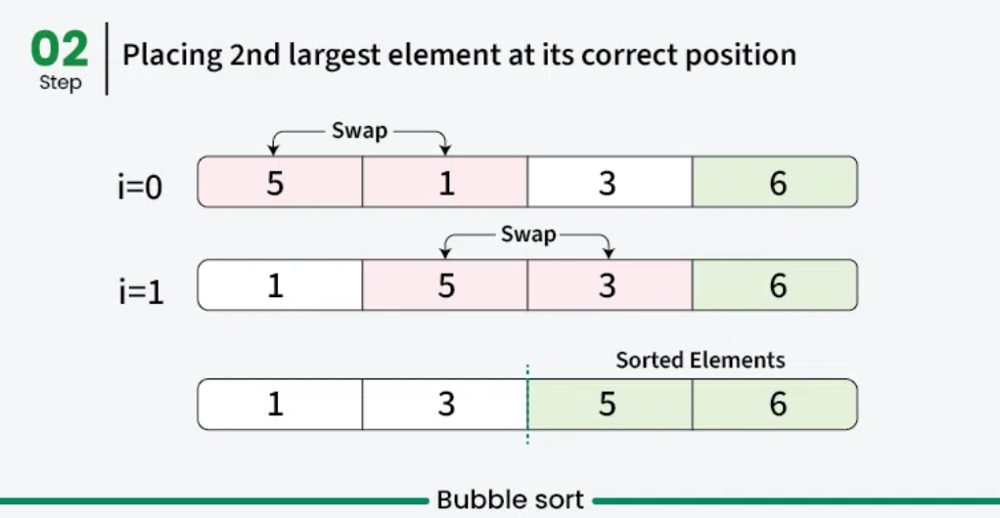 02
Step
Placing 2nd largest element at its correct position
Swap
i=0
5 1 3 6
Swap
i=1
1 5 3 6
Sorted Elements
1 3 5 6
Bubble sort